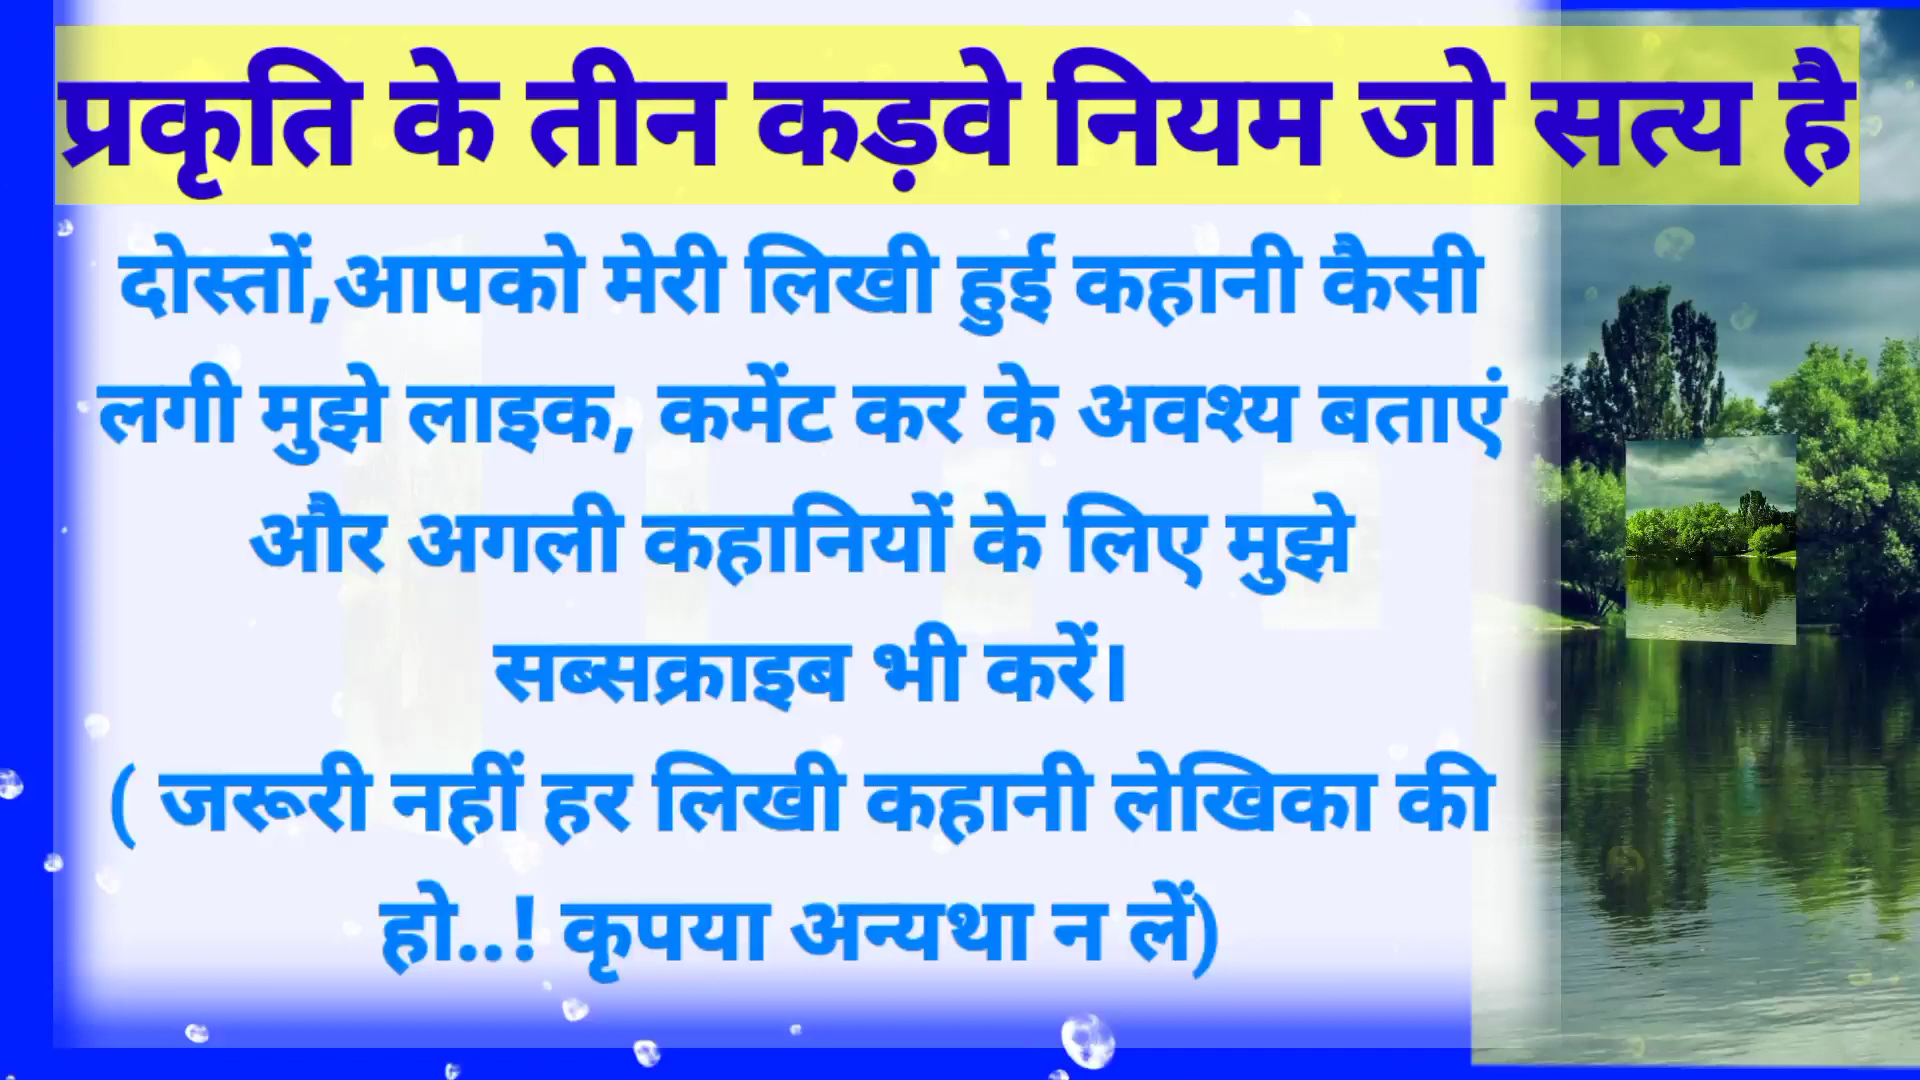 प्रकृति के तीन कड़वे नियम जो सत्य है
दोस्तों,आपको मेरी लिखी हुई कहानी कैसी
लगी मुझे लाइक, कमेंट कर के अवश्य बताएं
और अगली कहानियों के लिए मुझे
सब्सक्राइब भी करें।
( जरूरी नहीं हर लिखी कहानी लेखिका की
हो..! कृपया अन्यथा न लें)